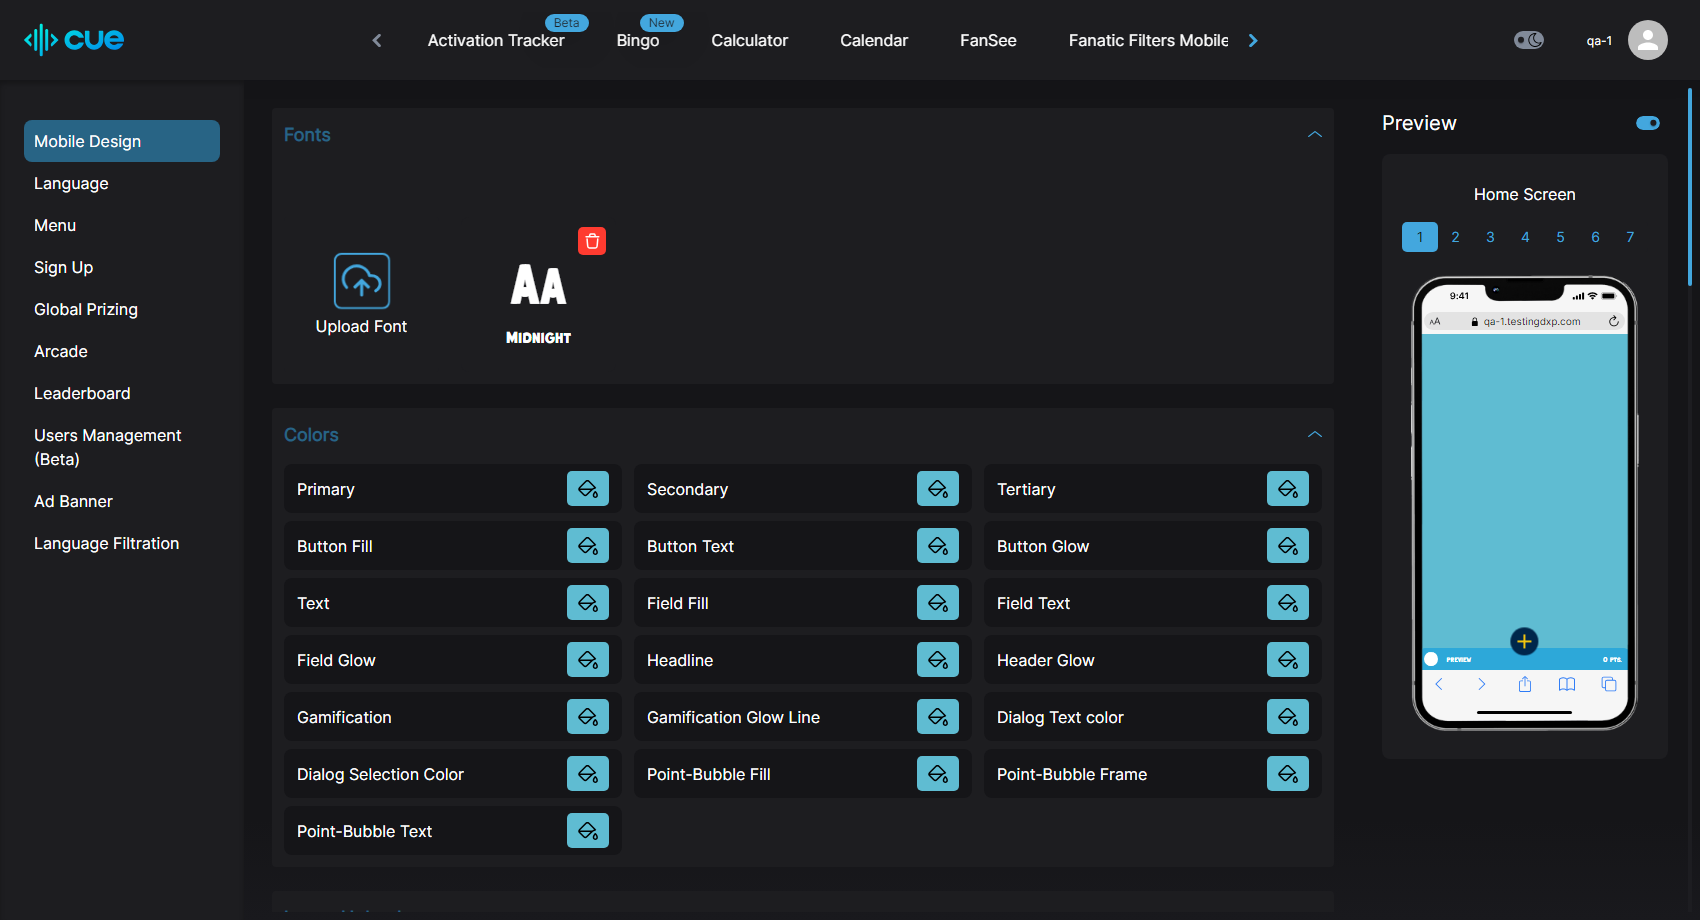 cue
Activation Tracker
Beta
Bingo
New
Calculator
Calendar
FanSee
Fanatic Filters Mobile
qa-1
Mobile Design
Language
Menu
Sign Up
Global Prizing
Arcade
Leaderboard
Users Management
(Beta)
Ad Banner
Language Filtration
Fonts
Upload Font
AA
MIDNIGHT
Colors
Primary
Secondary
Tertiary
Button Fill
Button Text
Button Glow
Text
Field Fill
Field Text
Field Glow
Headline
Header Glow
Gamification
Gamification Glow Line
Dialog Text color
Dialog Selection Color
Point-Bubble Fill
Point-Bubble Frame
Point-Bubble Text
Preview
Home Screen
1 2 3 4 5 6 7
9:41
AA qa-1.testingdxp.com
PREVIEW 0 PTS.